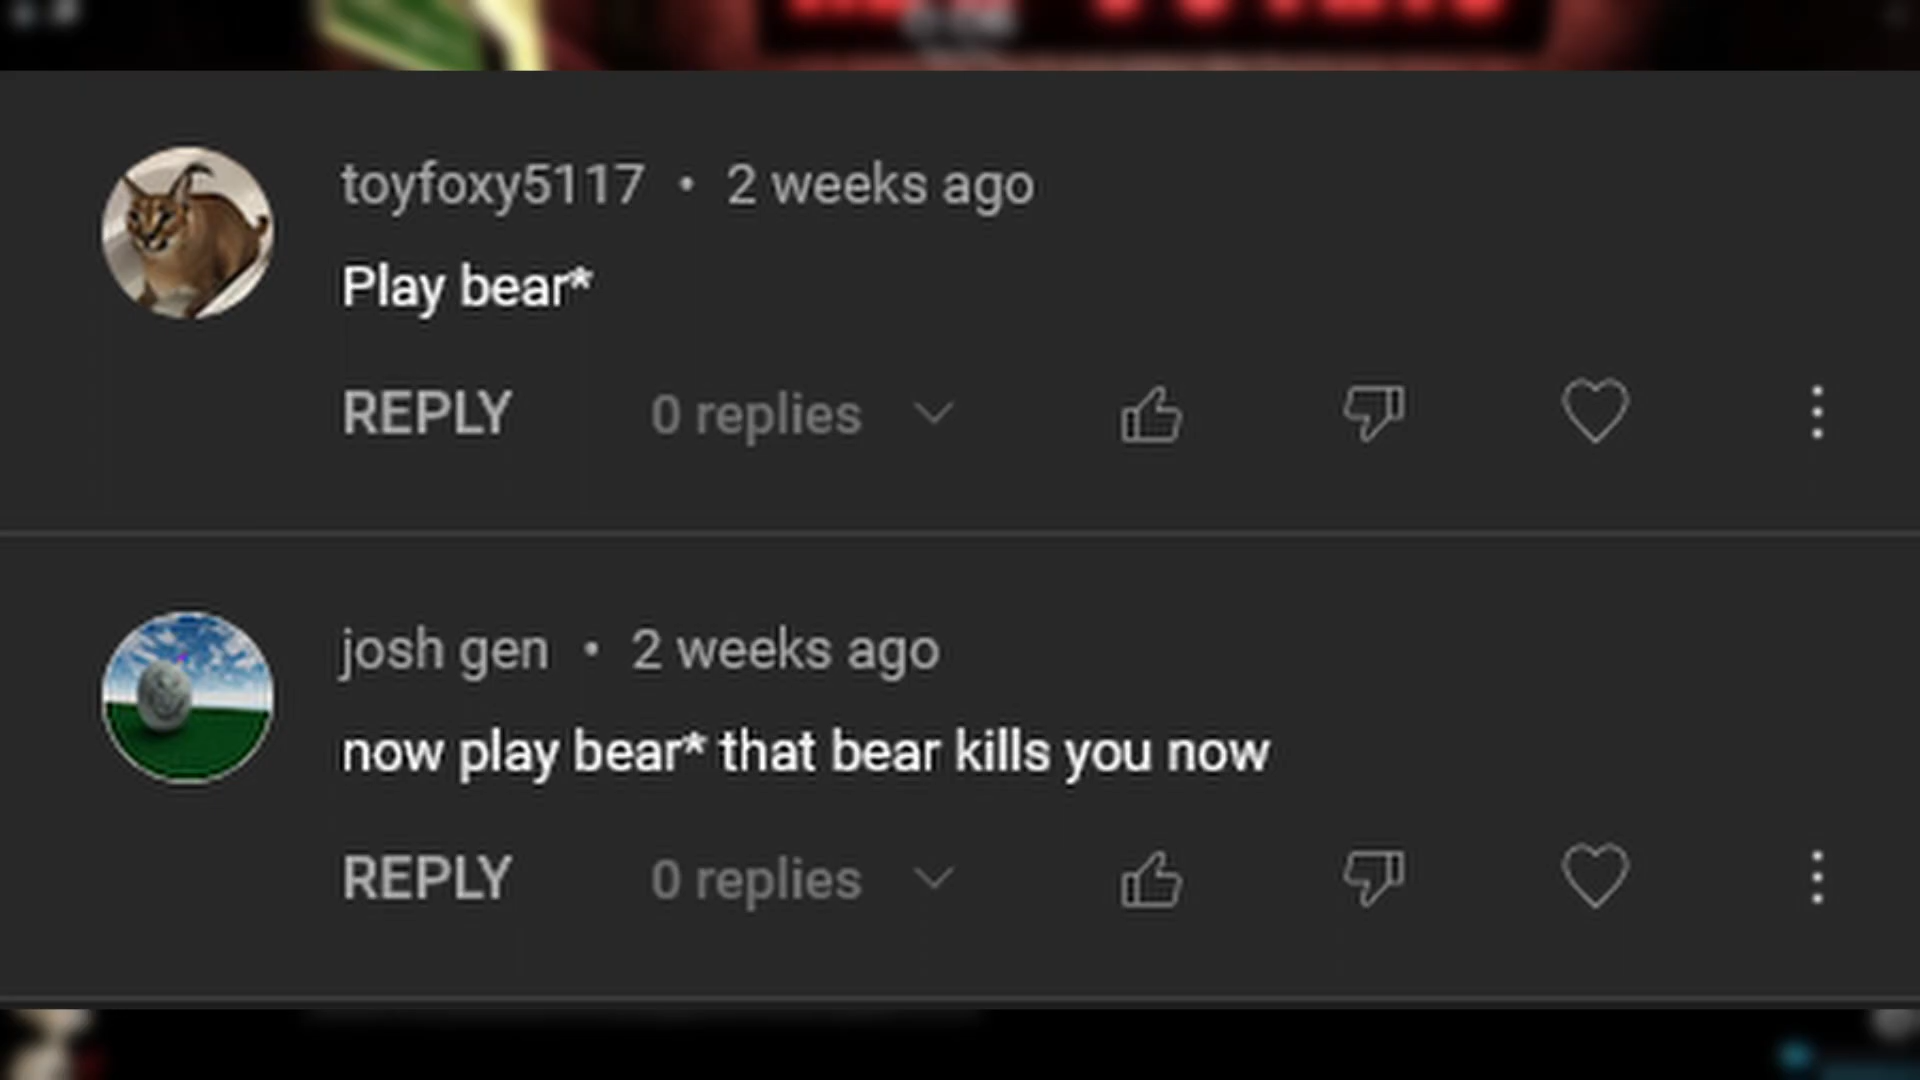 toyfoxy5117 • 2 weeks ago
Play bear*
REPLY 0 replies
josh gen • 2 weeks ago
now play bear* that bear kills you now
REPLY 0 replies